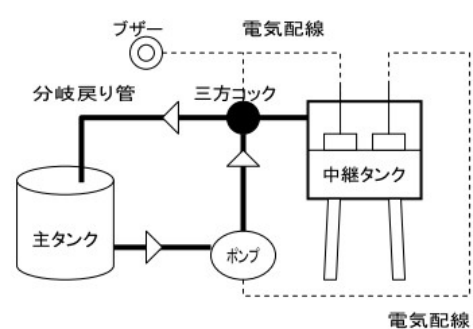 ブザー
電気配線
分岐戻り管
三方コック
中継タンク
主タンク
ポンプ
電気配線